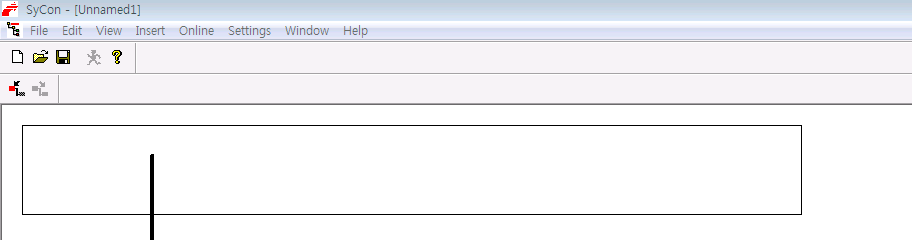 SyCon - [Unnamed1]
File Edit View Insert Online Settings Window Help